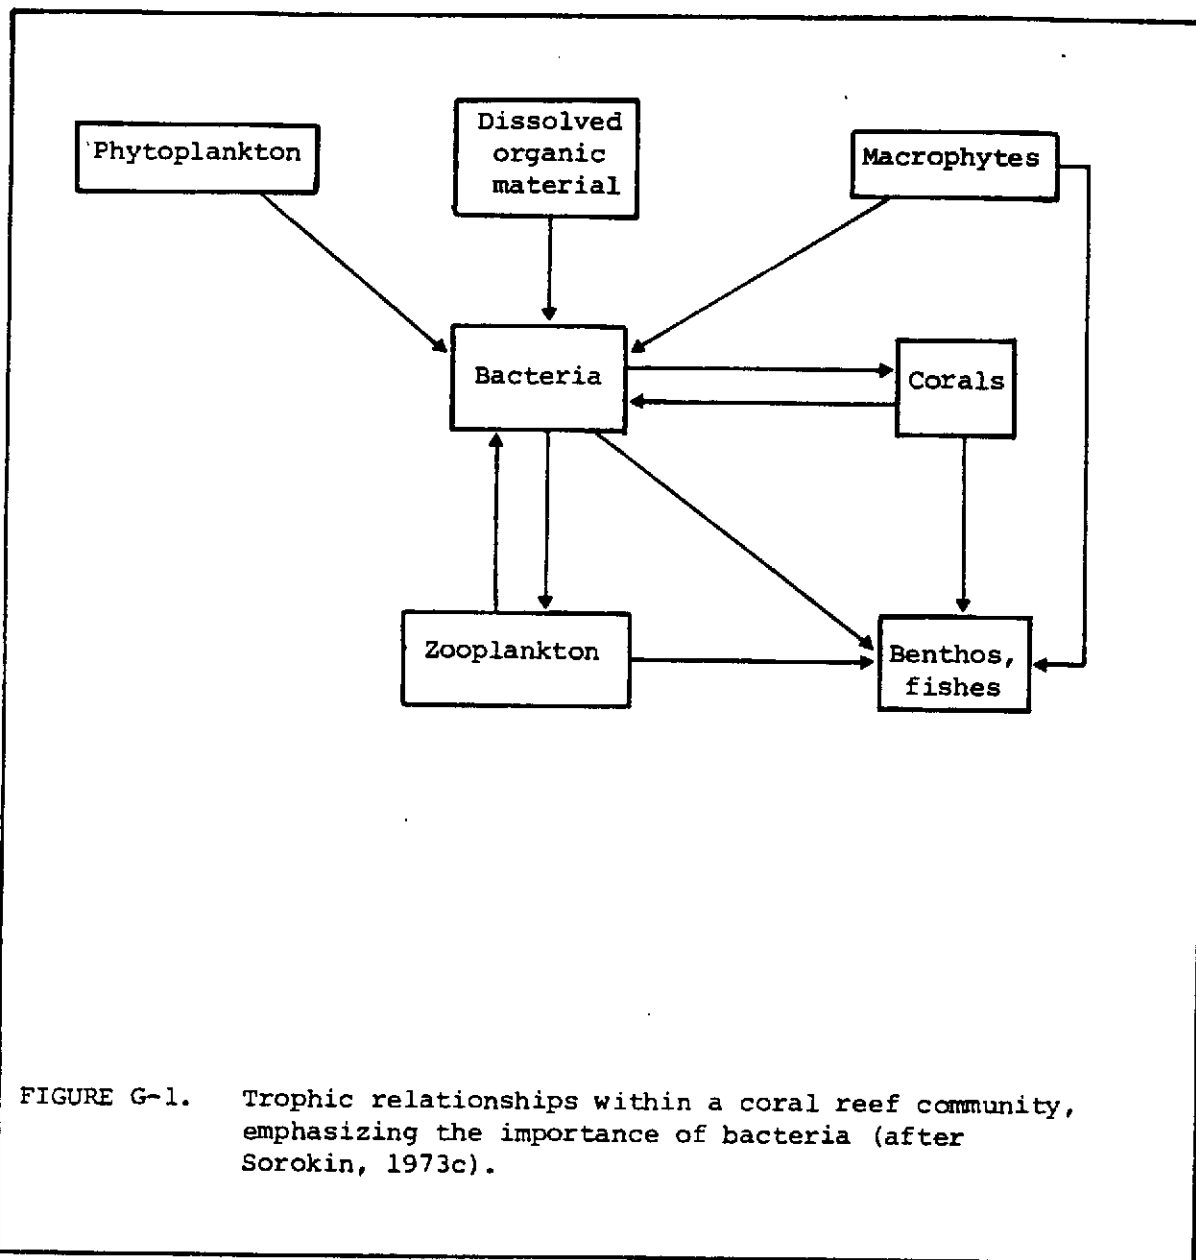 Phytoplankton
Dissolved
organic
material
Macrophytes
Bacteria
Corals
Zooplankton
Benthos,
fishes
FIGURE G-1. Trophic relationships within a coral reef community,
emphasizing the importance of bacteria (after
Sorokin, 1973c).